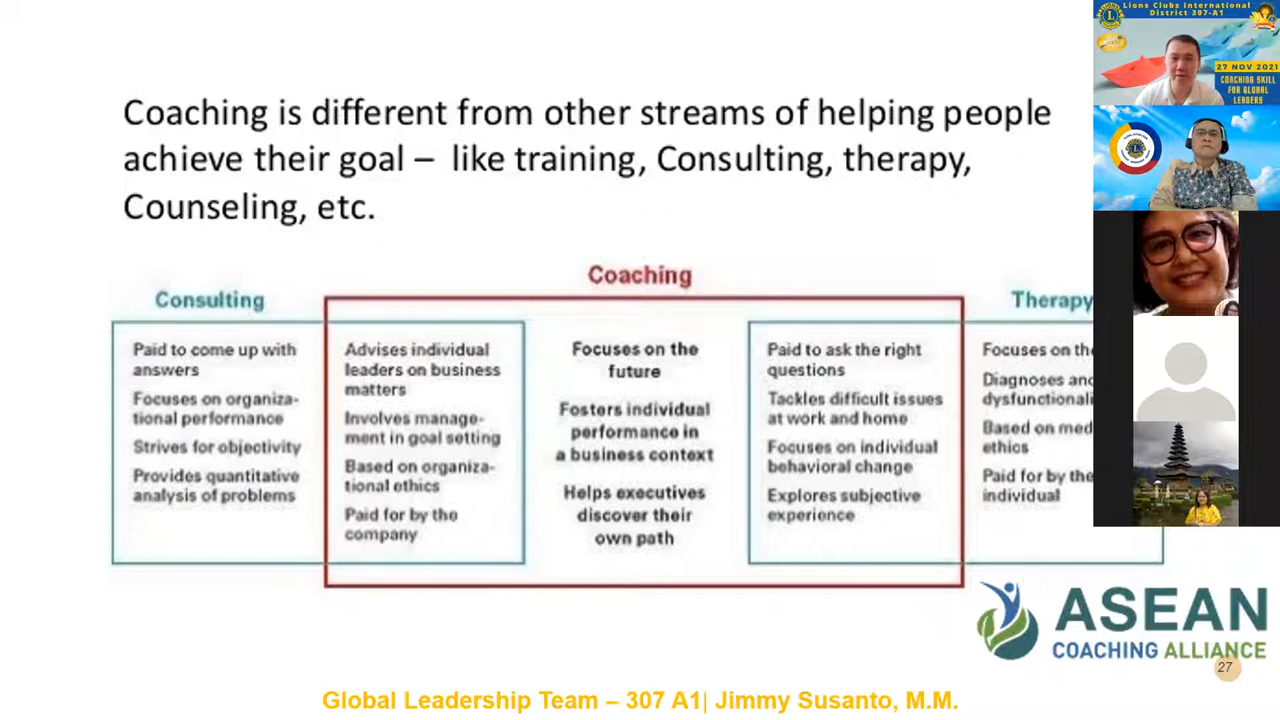 Coaching is different from other streams of helping people
achieve their goal – like training, Consulting, therapy,
Counseling, etc.
Coaching
Consulting
Therapy
Paid to come up with
answers
Focuses on organiza-
tional performance
Strives for objectivity
Provides quantitative
analysis of problems
Advises individual
leaders on business
matters
Involves manage-
ment in goal setting
Based on organiza-
tional ethics
Paid for by the
company
Focuses on the
future
Fosters individual
performance in
a business context
Helps executives
discover their
own path
Paid to ask the right
questions
Tackles difficult issues
at work and home
Focuses on individual
behavioral change
Explores subjective
experience
Focuses on the
Diagnoses and
Based on
ethics
Paid for by the
individual
Lions Clubs International
District 307-A1
27 NOV 2021
COACHING SKILL
FOR GLOBAL
LEADERS
ASEAN
COACHING ALLIANCE
27
Global Leadership Team – 307 A1| Jimmy Susanto, M.M.